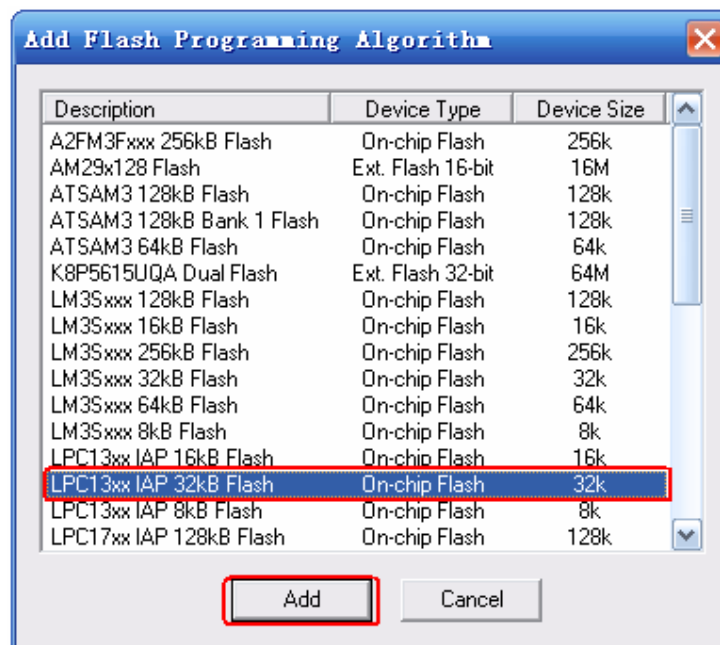 Add Flash Programming Algorithm
Description Device Type Device Size
A2FM3Fxxx 256kB Flash On-chip Flash 256k
AM29x128 Flash Ext. Flash 16-bit 16M
ATSAM3 128kB Flash On-chip Flash 128k
ATSAM3 128kB Bank 1 Flash On-chip Flash 128k
ATSAM3 64kB Flash On-chip Flash 64k
K8P5615UQA Dual Flash Ext. Flash 32-bit 64M
LM3Sxxx 128kB Flash On-chip Flash 128k
LM3Sxxx 16kB Flash On-chip Flash 16k
LM3Sxxx 256kB Flash On-chip Flash 256k
LM3Sxxx 32kB Flash On-chip Flash 32k
LM3Sxxx 64kB Flash On-chip Flash 64k
LM3Sxxx 8kB Flash On-chip Flash 8k
LPC13xx IAP 16kB Flash On-chip Flash 16k
LPC13xx IAP 32kB Flash On-chip Flash 32k
LPC13xx IAP 8kB Flash On-chip Flash 8k
LPC17xx IAP 128kB Flash On-chip Flash 128k
Add Cancel